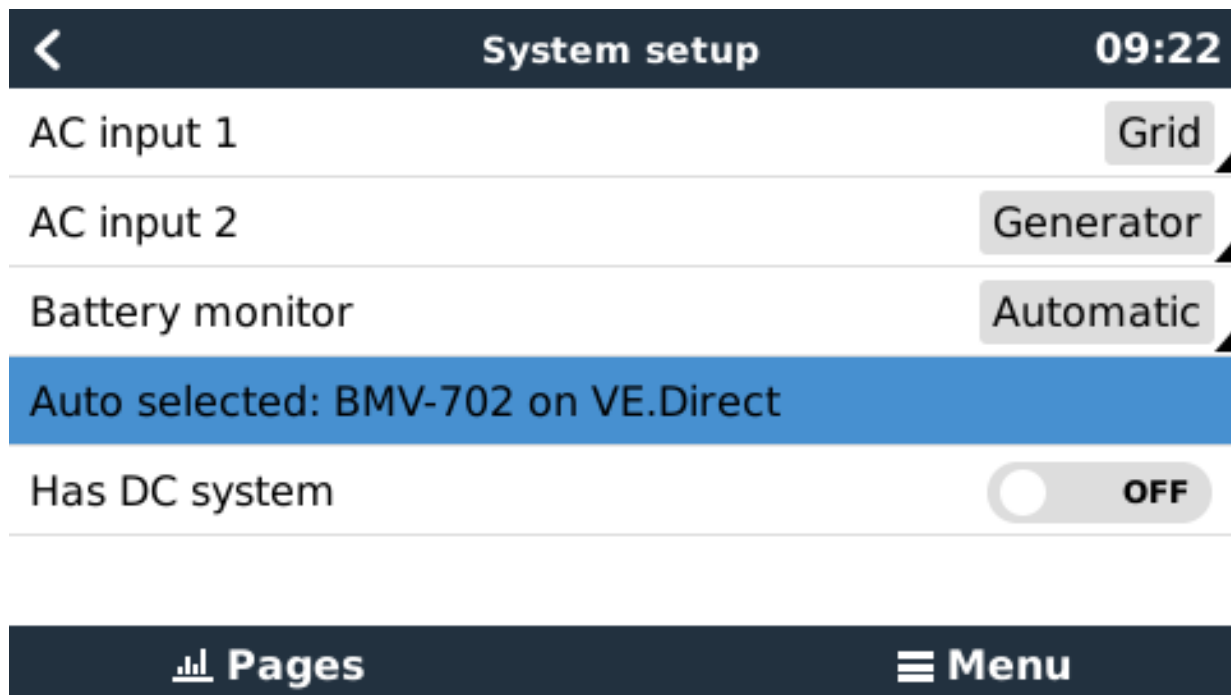 System setup 09:22
AC input 1 Grid
AC input 2 Generator
Battery monitor Automatic
Auto selected: BMV-702 on VE.Direct
Has DC system OFF
Pages Menu